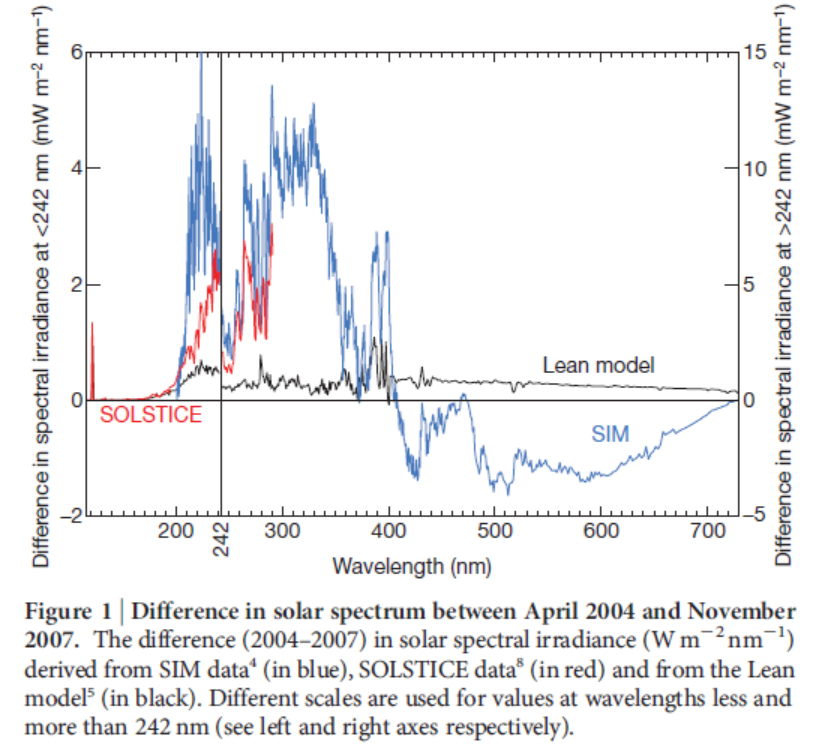 Difference in spectral irradiance at <242 nm (mW m−2 nm−1)
6
4
2
0
−2
15
10
5
0
−5
Difference in spectral irradiance at >242 nm (mW m−2 nm−1)
Lean model
SOLSTICE
SIM
200
242
300
400
500
600
700
Wavelength (nm)
Figure 1 | Difference in solar spectrum between April 2004 and November
2007. The difference (2004–2007) in solar spectral irradiance (W m−2 nm−1)
derived from SIM data4 (in blue), SOLSTICE data8 (in red) and from the Lean
model5 (in black). Different scales are used for values at wavelengths less and
more than 242 nm (see left and right axes respectively).